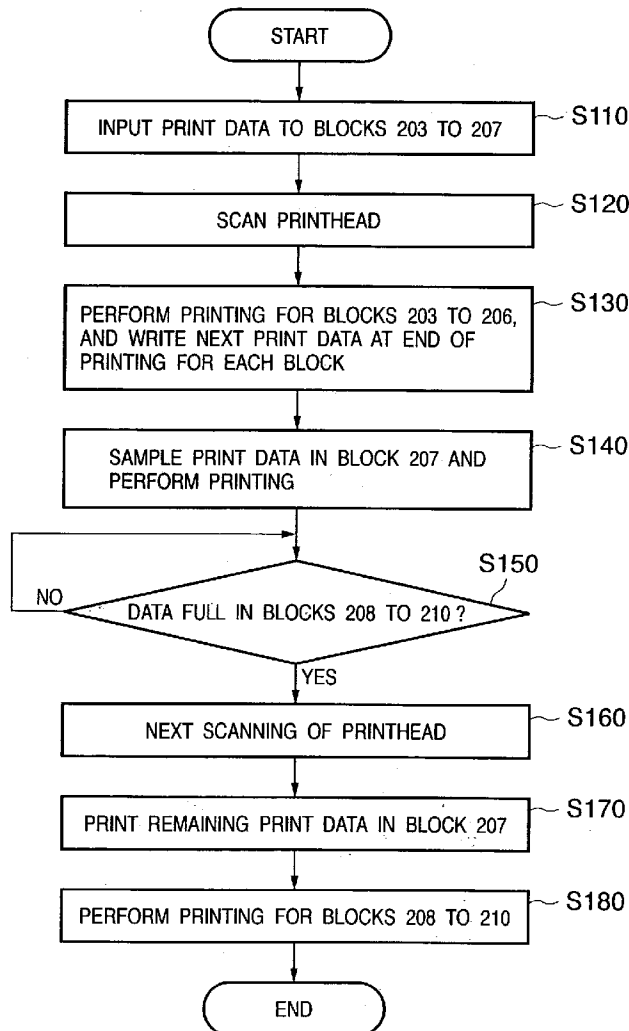 START
INPUT PRINT DATA TO BLOCKS 203 TO 207
S110
SCAN PRINTHEAD
S120
PERFORM PRINTING FOR BLOCKS 203 TO 206,
AND WRITE NEXT PRINT DATA AT END OF
PRINTING FOR EACH BLOCK
S130
SAMPLE PRINT DATA IN BLOCK 207 AND
PERFORM PRINTING
S140
DATA FULL IN BLOCKS 208 TO 210 ?
S150
NO
YES
NEXT SCANNING OF PRINTHEAD
S160
PRINT REMAINING PRINT DATA IN BLOCK 207
S170
PERFORM PRINTING FOR BLOCKS 208 TO 210
S180
END